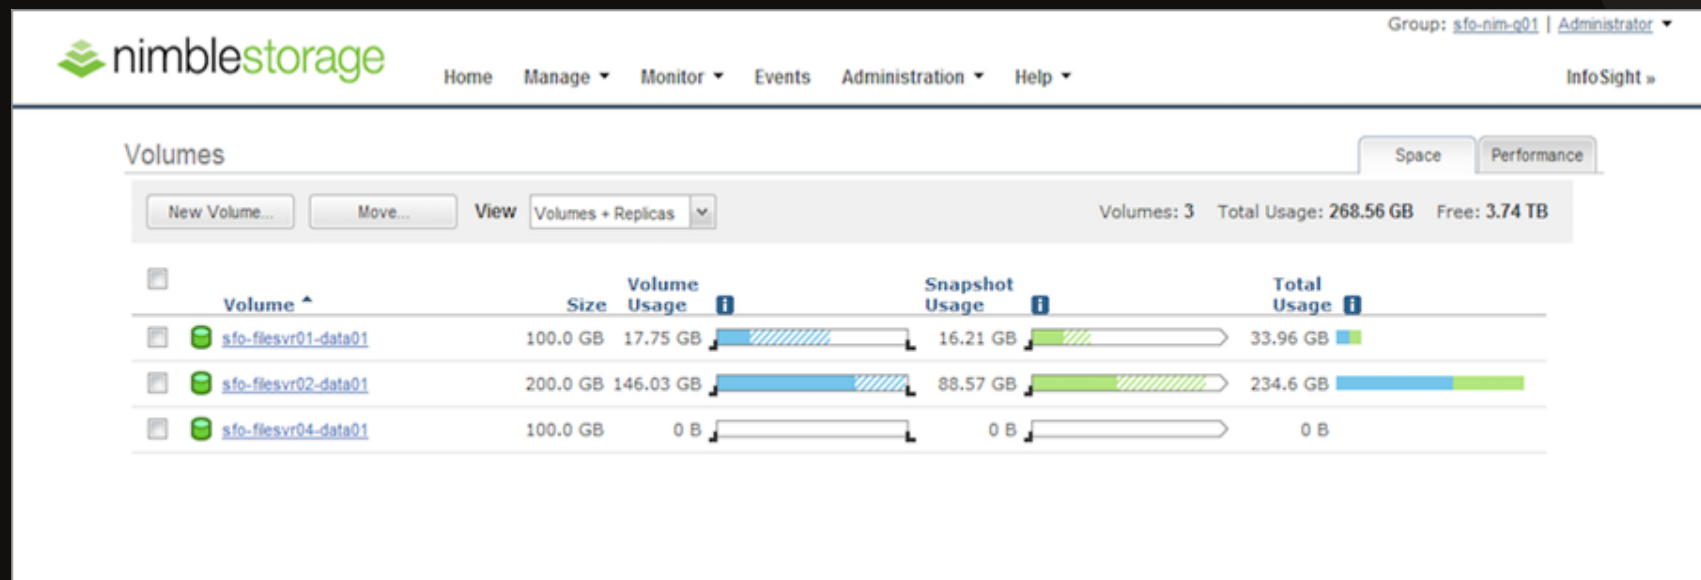 Group: sfo-nim-g01 | Administrator
nimblestorage
Home Manage Monitor Events Administration Help InfoSight »
Volumes Space Performance
New Volume... Move... View Volumes + Replicas Volumes: 3 Total Usage: 268.56 GB Free: 3.74 TB
Volume Size Volume Usage Snapshot Usage Total Usage
sfo-filesvr01-data01 100.0 GB 17.75 GB 16.21 GB 33.96 GB
sfo-filesvr02-data01 200.0 GB 146.03 GB 88.57 GB 234.6 GB
sfo-filesvr04-data01 100.0 GB 0 B 0 B 0 B